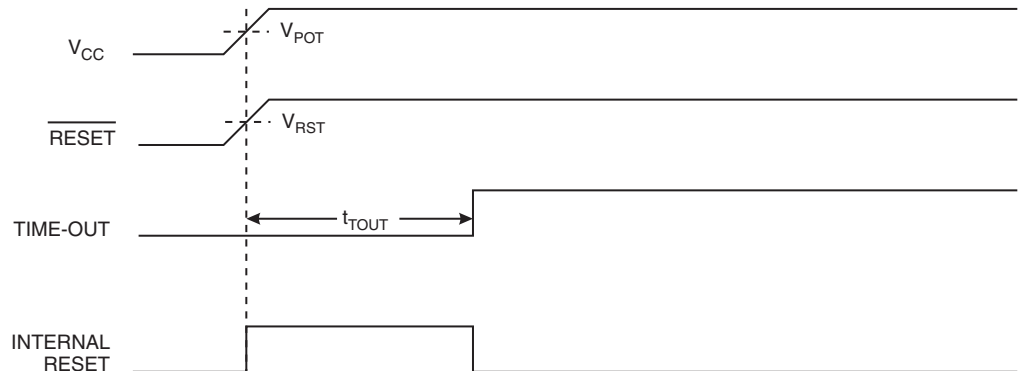 V_CC
V_POT
RESET
V_RST
TIME-OUT
t_TOUT
INTERNAL
RESET